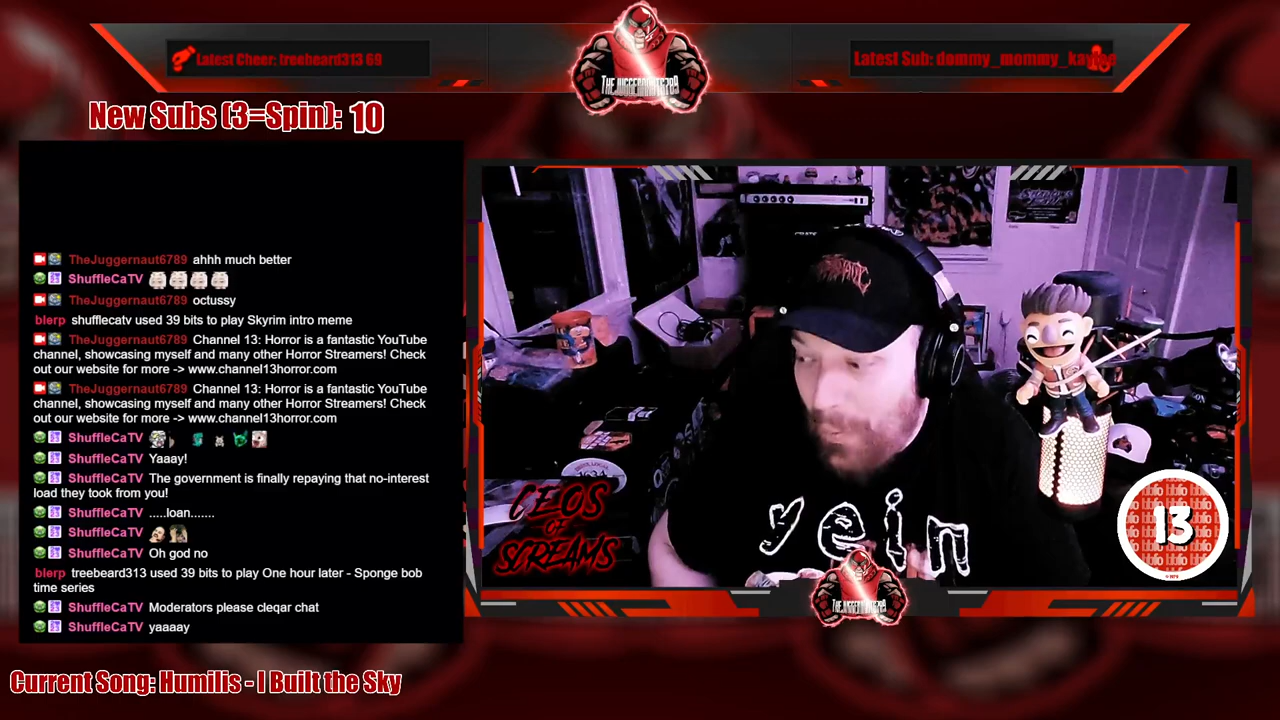 Latest Cheer: treebeard313 69
THEJUGGERNAUT6789
Latest Sub: dommy_mommy_kaylee
New Subs (3=Spin): 10
TheJuggernaut6789 ahhh much better
ShuffleCaTV
TheJuggernaut6789 octussy
blerp shufflecatv used 39 bits to play Skyrim intro meme
TheJuggernaut6789 Channel 13: Horror is a fantastic YouTube
channel, showcasing myself and many other Horror Streamers! Check
out our website for more -> www.channel13horror.com
TheJuggernaut6789 Channel 13: Horror is a fantastic YouTube
channel, showcasing myself and many other Horror Streamers! Check
out our website for more -> www.channel13horror.com
ShuffleCaTV
ShuffleCaTV Yaaay!
ShuffleCaTV The government is finally repaying that no-interest
load they took from you!
ShuffleCaTV .....loan.......
ShuffleCaTV
ShuffleCaTV Oh god no
blerp treebeard313 used 39 bits to play One hour later - Sponge bob
time series
ShuffleCaTV Moderators please cleqar chat
ShuffleCaTV yaaaay
vein
CEOS
OF
SCREAMS
13
Current Song: Humilis - I Built the Sky